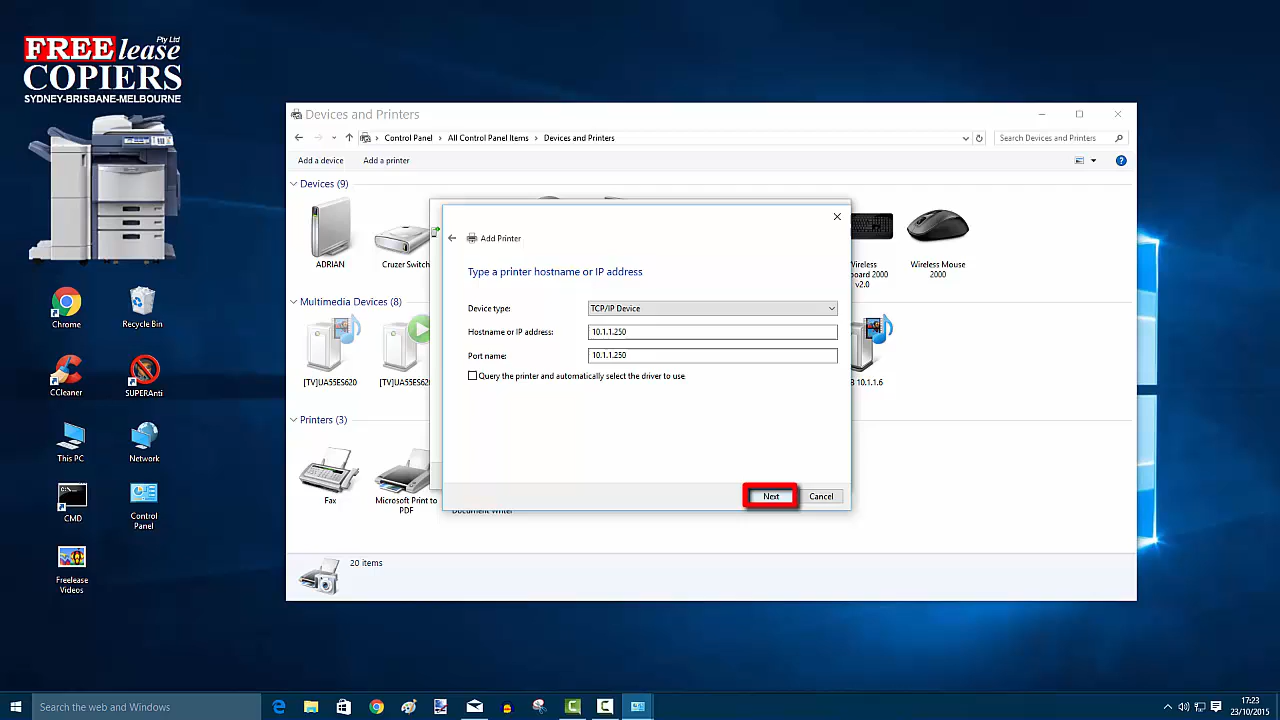 Pty Ltd
FREE lease
COPIERS
SYDNEY-BRISBANE-MELBOURNE
Chrome
Recycle Bin
CCleaner
SUPERAnti
This PC
Network
CMD
Control
Panel
Freelease
Videos
Devices and Printers
Control Panel › All Control Panel Items › Devices and Printers
Search Devices and Printers
Add a device
Add a printer
Devices (9)
ADRIAN
Cruzer Switch
Wireless Mouse
2000
board 2000
v2.0
Multimedia Devices (8)
[TV]UA55ES620
[TV]UA55ES62
10.1.1.6
Printers (3)
Fax
Microsoft Print to
PDF
Document Writer
20 items
Add Printer
Type a printer hostname or IP address
Device type:
TCP/IP Device
Hostname or IP address:
10.1.1.250
Port name:
10.1.1.250
Query the printer and automatically select the driver to use.
Next
Cancel
Search the web and Windows
17:23
23/10/2015